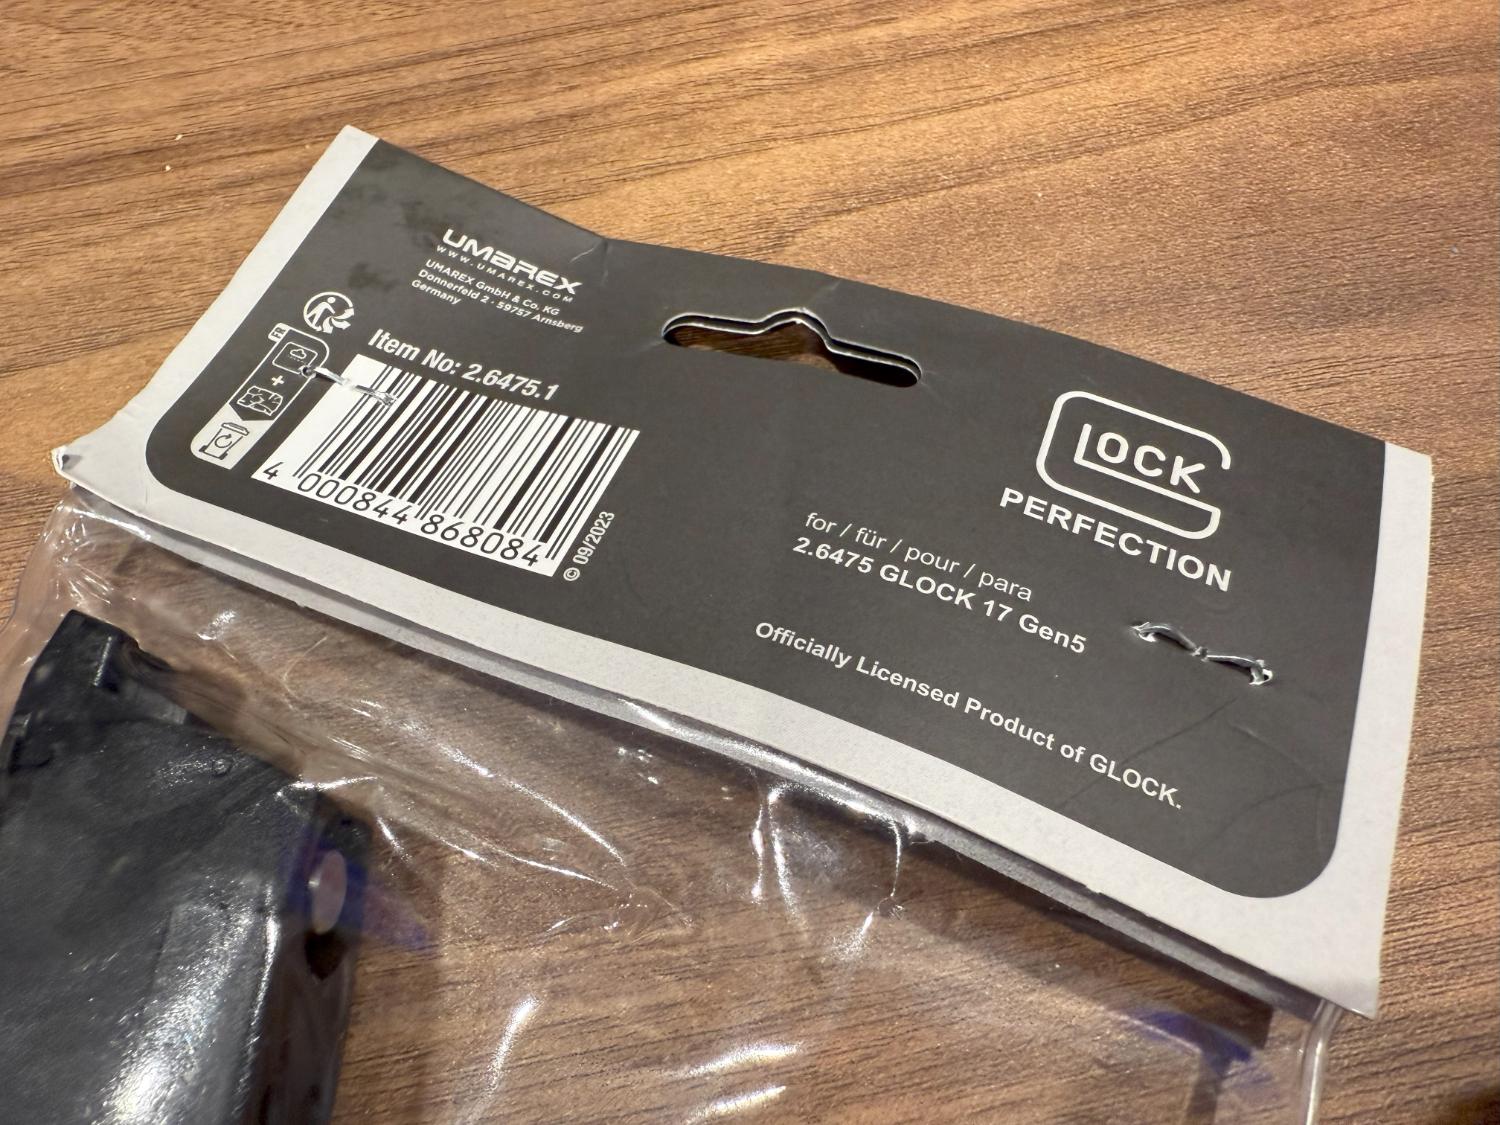 UMAREX
WWW.UMAREX.COM
UMAREX GmbH & Co. KG
Donnerfeld 2 · 59757 Arnsberg
Germany
FR
+
Item No: 2.6475.1
4 000844 868084
© 09/2023
GLOCK
PERFECTION
for / für / pour / para
2.6475 GLOCK 17 Gen5
Officially Licensed Product of GLOCK.